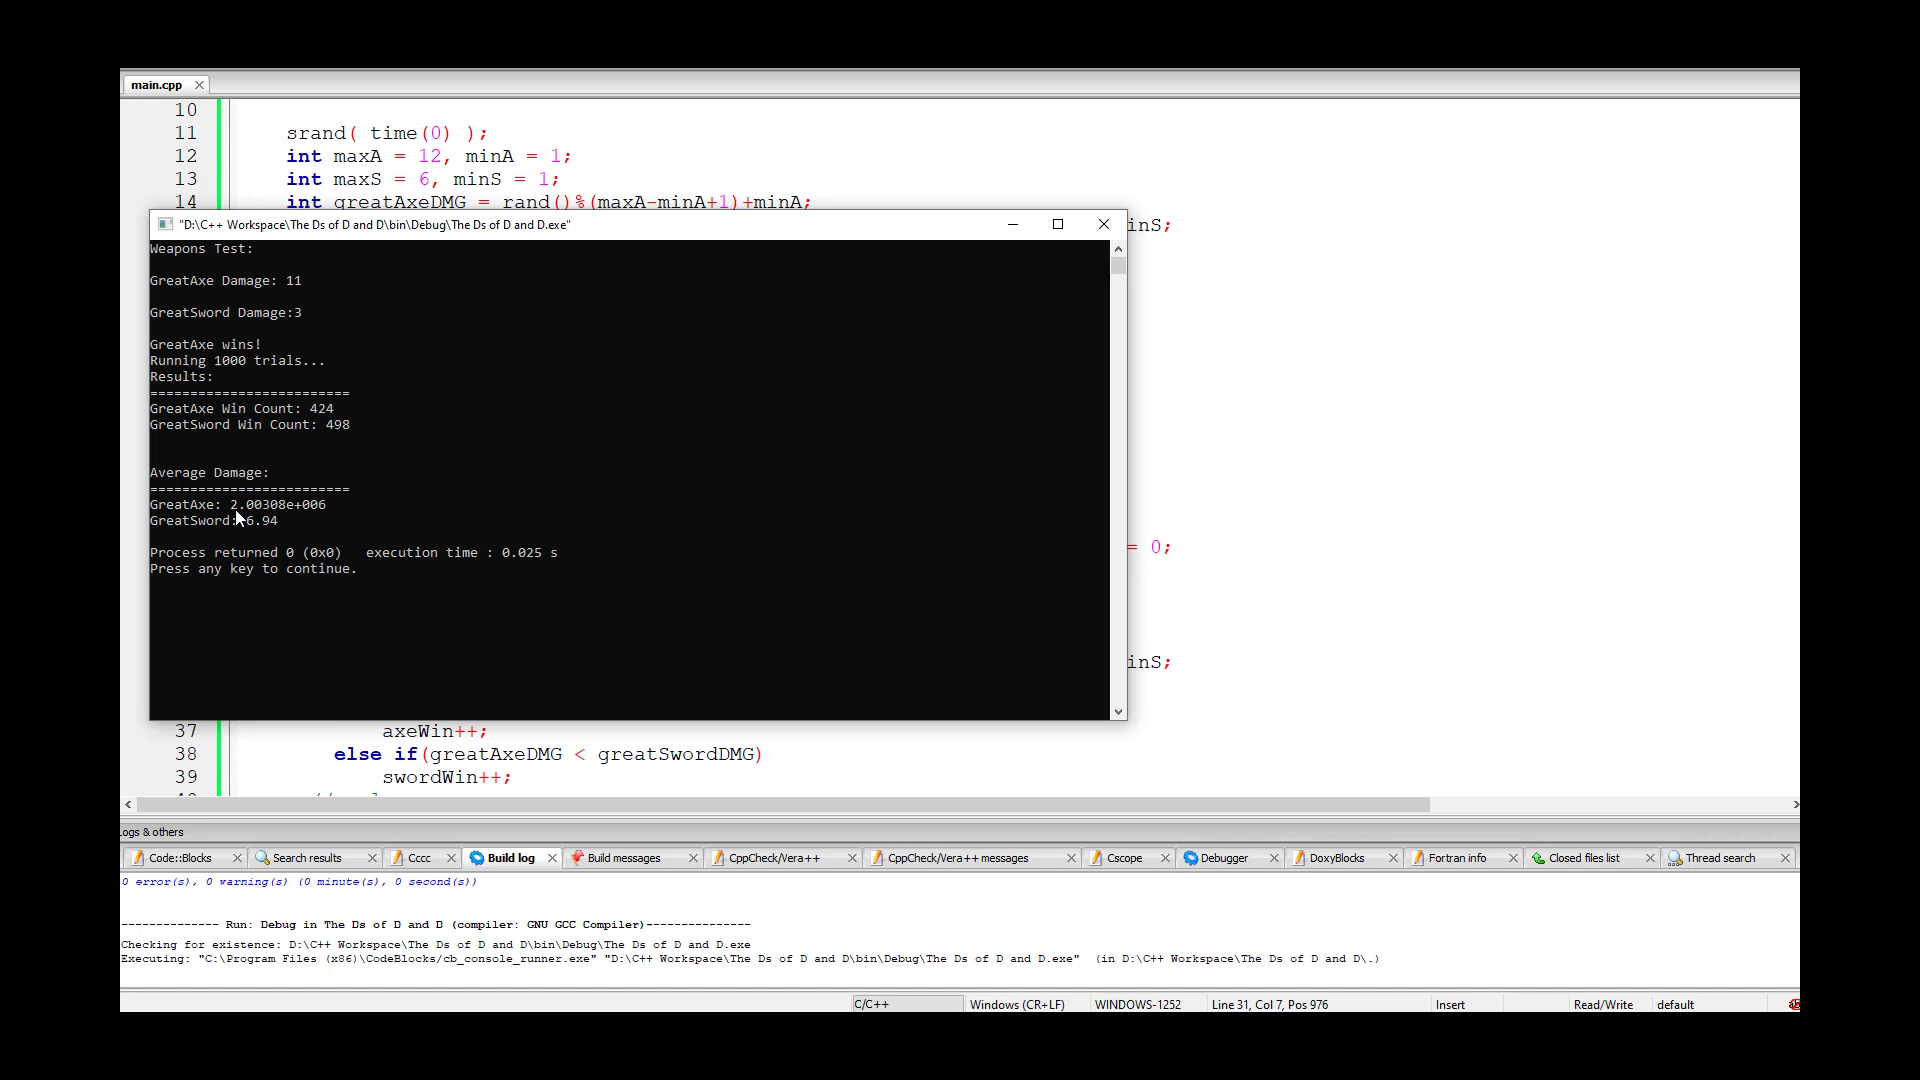 main.cpp
10
11 srand( time(0) );
12 int maxA = 12, minA = 1;
13 int maxS = 6, minS = 1;
14 int greatAxeDMG = rand()%(maxA-minA+1)+minA;
"D:\C++ Workspace\The Ds of D and D\bin\Debug\The Ds of D and D.exe"
inS;
Weapons Test:
GreatAxe Damage: 11
GreatSword Damage:3
GreatAxe wins!
Running 1000 trials...
Results:
=========================
GreatAxe Win Count: 424
GreatSword Win Count: 498
Average Damage:
=========================
GreatAxe: 2.00308e+006
GreatSword: 6.94
= 0;
Process returned 0 (0x0)   execution time : 0.025 s
Press any key to continue.
inS;
37 axeWin++;
38 else if(greatAxeDMG < greatSwordDMG)
39 swordWin++;
Logs & others
Code::Blocks Search results Cccc Build log Build messages CppCheck/Vera++ CppCheck/Vera++ messages Cscope Debugger DoxyBlocks Fortran info Closed files list Thread search
0 error(s), 0 warning(s) (0 minute(s), 0 second(s))
-------------- Run: Debug in The Ds of D and D (compiler: GNU GCC Compiler)---------------
Checking for existence: D:\C++ Workspace\The Ds of D and D\bin\Debug\The Ds of D and D.exe
Executing: "C:\Program Files (x86)\CodeBlocks/cb_console_runner.exe" "D:\C++ Workspace\The Ds of D and D\bin\Debug\The Ds of D and D.exe"  (in D:\C++ Workspace\The Ds of D and D\.)
C/C++ Windows (CR+LF) WINDOWS-1252 Line 31, Col 7, Pos 976 Insert Read/Write default